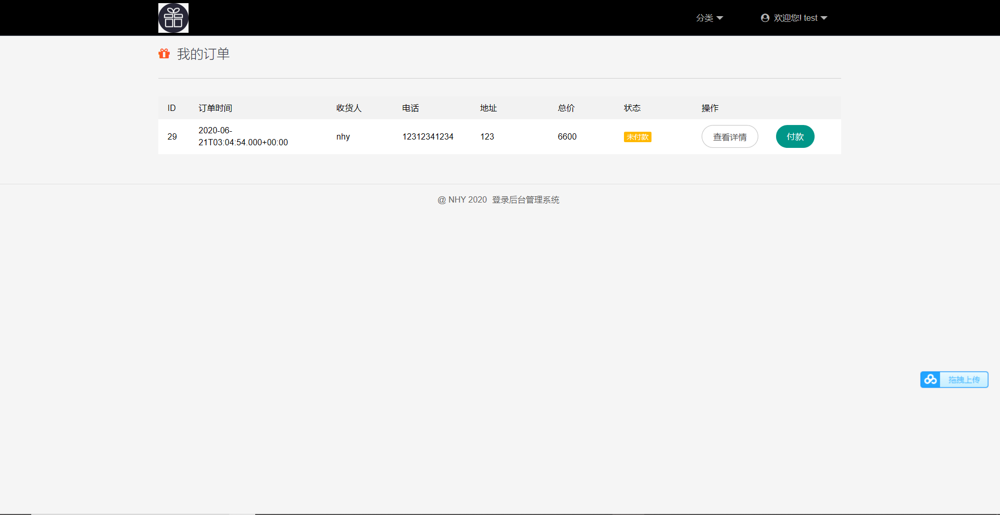 分类 欢迎您! test
我的订单
ID 订单时间 收货人 电话 地址 总价 状态 操作
2020-06-
29 21T03:04:54.000+00:00 nhy 12312341234 123 6600 未付款 查看详情 付款
@ NHY 2020 登录后台管理系统
拖拽上传